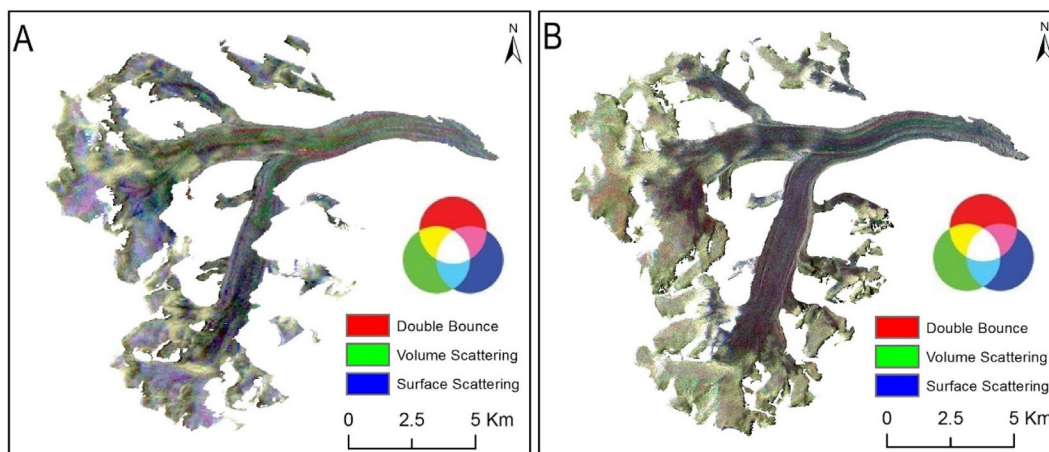 A
N
Double Bounce
Volume Scattering
Surface Scattering
0 2.5 5 Km
B
N
Double Bounce
Volume Scattering
Surface Scattering
0 2.5 5 Km